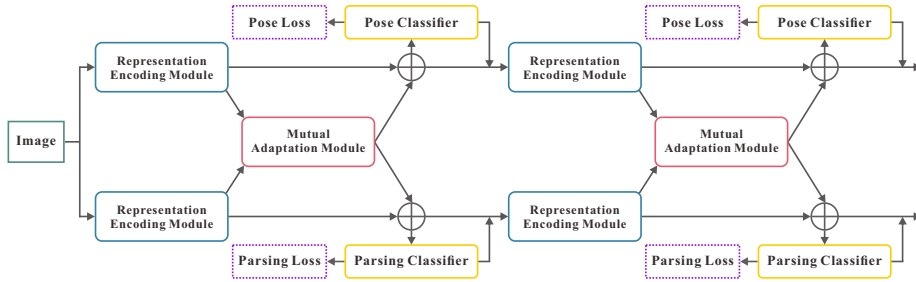 Pose Loss
Pose Classifier
Pose Loss
Pose Classifier
Representation
Encoding Module
Representation
Encoding Module
Image
Mutual
Adaptation Module
Mutual
Adaptation Module
Representation
Encoding Module
Representation
Encoding Module
Parsing Loss
Parsing Classifier
Parsing Loss
Parsing Classifier